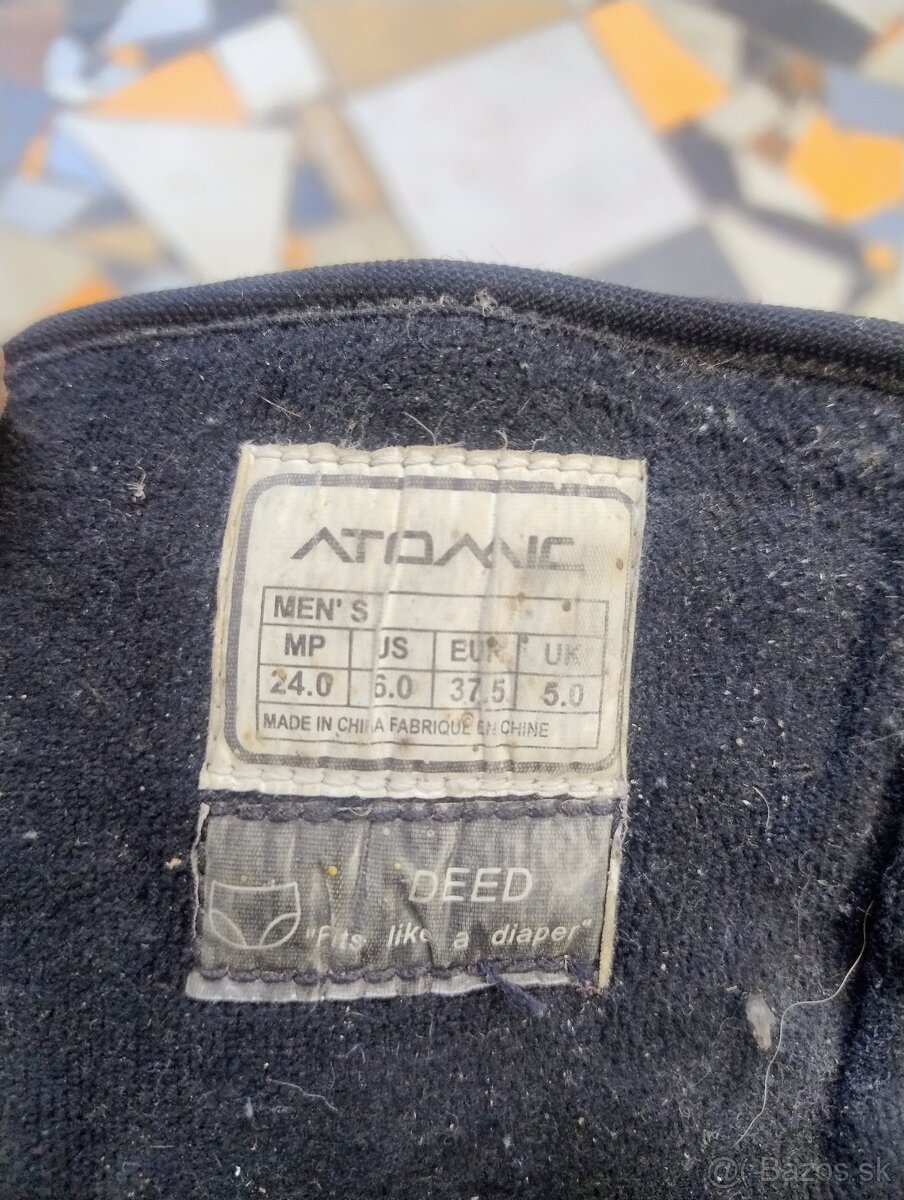 ATOMIC
MEN'S
MP US EUR UK
24.0 6.0 37.5 5.0
MADE IN CHINA FABRIQUE EN CHINE
DEED
"Fits like a diaper"
@ Bazos.sk